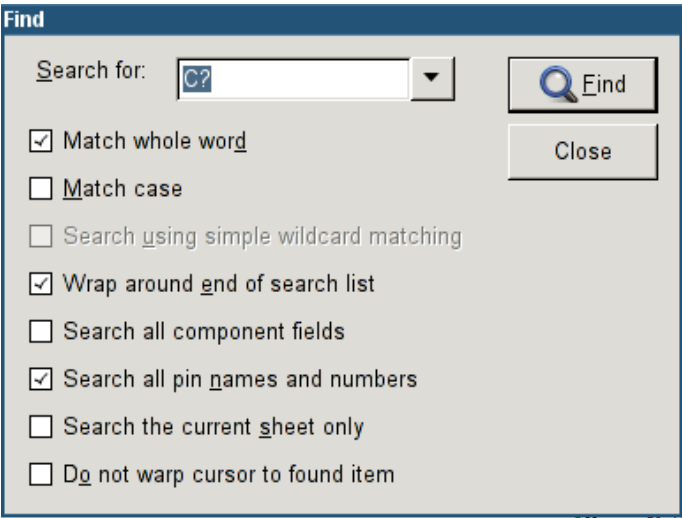 Find
Search for: C? Find
Match whole word Close
Match case
Search using simple wildcard matching
Wrap around end of search list
Search all component fields
Search all pin names and numbers
Search the current sheet only
Do not warp cursor to found item